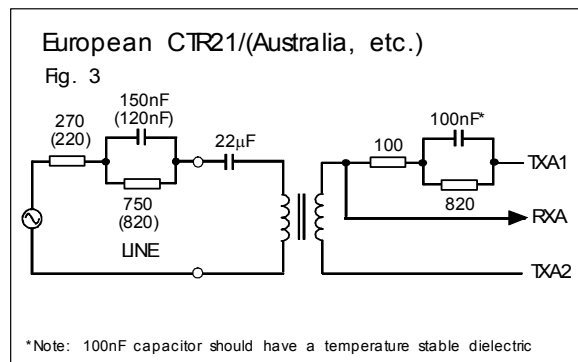 European CTR21/(Australia, etc.)
Fig. 3
150nF
(120nF)
100nF*
270
(220)
22µF
100
TXA1
750
(820)
820
RXA
LINE
TXA2
*Note: 100nF capacitor should have a temperature stable dielectric